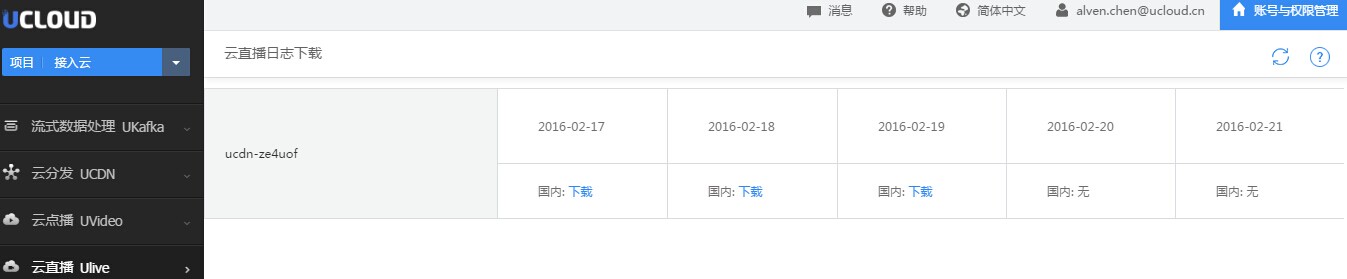 UCLOUD
消息 帮助 简体中文 alven.chen@ucloud.cn 账号与权限管理
项目 接入云
云直播日志下载
流式数据处理 UKafka
云分发 UCDN
云点播 UVideo
云直播 Ulive
ucdn-ze4uof
2016-02-17 2016-02-18 2016-02-19 2016-02-20 2016-02-21
国内: 下载 国内: 下载 国内: 下载 国内: 无 国内: 无